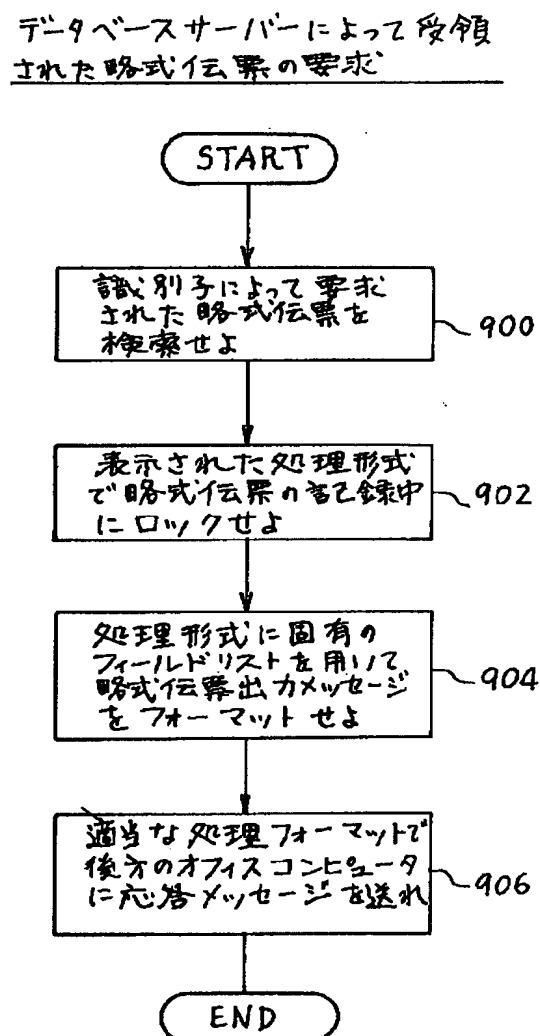 データベースサーバーによって受領
された略式伝票の要求
START
識別子によって要求
された略式伝票を
検索せよ
900
表示された処理形式
で略式伝票の記録中
にロックせよ
902
処理形式に固有の
フィールドリストを用いて
略式伝票出力メッセージ
をフォーマットせよ
904
適当な処理フォーマットで
後方のオフィスコンピュータ
に応答メッセージを送れ
906
END